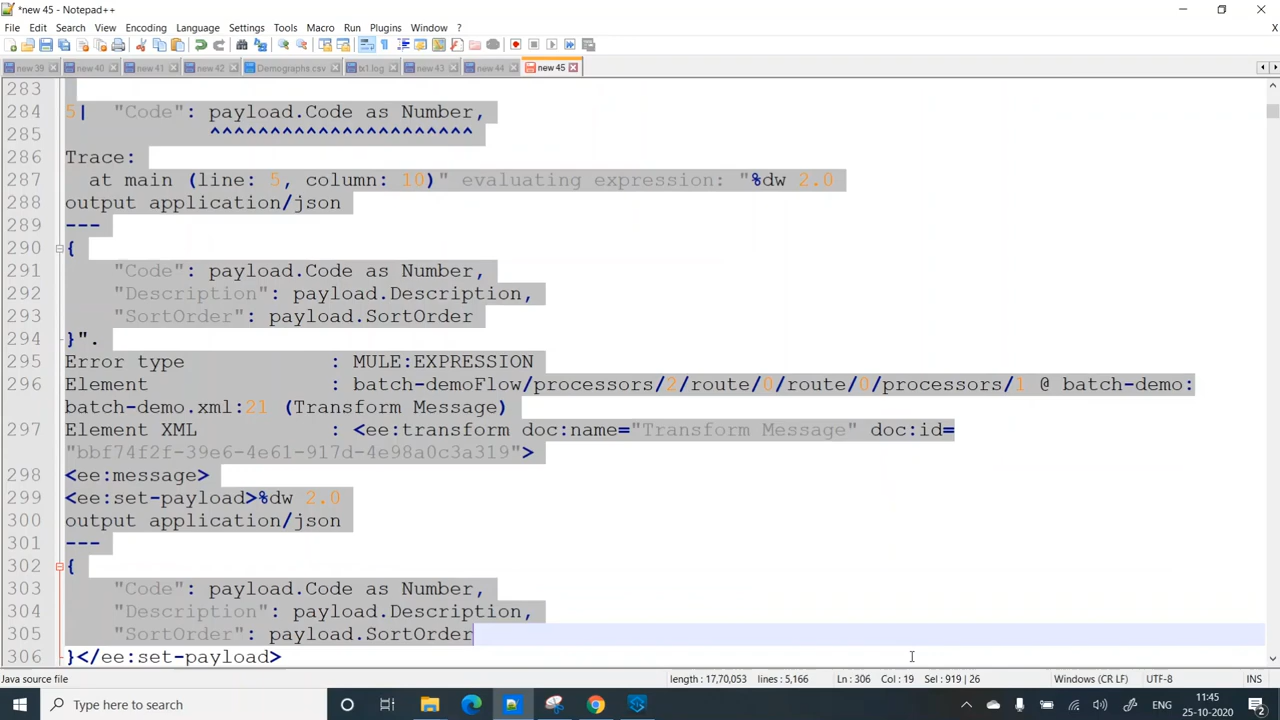 *new 45 - Notepad++
File Edit Search View Encoding Language Settings Tools Macro Run Plugins Window ?
X
new 39 new 40 new 41 new 42 Demographs.csv tx1.log new 43 new 44 new 45
283
284 5|  "Code": payload.Code as Number,
285 ^^^^^^^^^^^^^^^^^^^^^^
286 Trace:
287   at main (line: 5, column: 10)" evaluating expression: "%dw 2.0
288 output application/json
289 ---
290 {
291     "Code": payload.Code as Number,
292     "Description": payload.Description,
293     "SortOrder": payload.SortOrder
294 }".
295 Error type            : MULE:EXPRESSION
296 Element               : batch-demoFlow/processors/2/route/0/route/0/processors/1 @ batch-demo:
batch-demo.xml:21 (Transform Message)
297 Element XML           : <ee:transform doc:name="Transform Message" doc:id=
"bbf74f2f-39e6-4e61-917d-4e98a0c3a319">
298 <ee:message>
299 <ee:set-payload>%dw 2.0
300 output application/json
301 ---
302 {
303     "Code": payload.Code as Number,
304     "Description": payload.Description,
305     "SortOrder": payload.SortOrder
306 }</ee:set-payload>
Java source file length : 17,70,053 lines : 5,166 Ln : 306 Col : 19 Sel : 919 | 26 Windows (CR LF) UTF-8 INS
Type here to search
11:45
25-10-2020
2